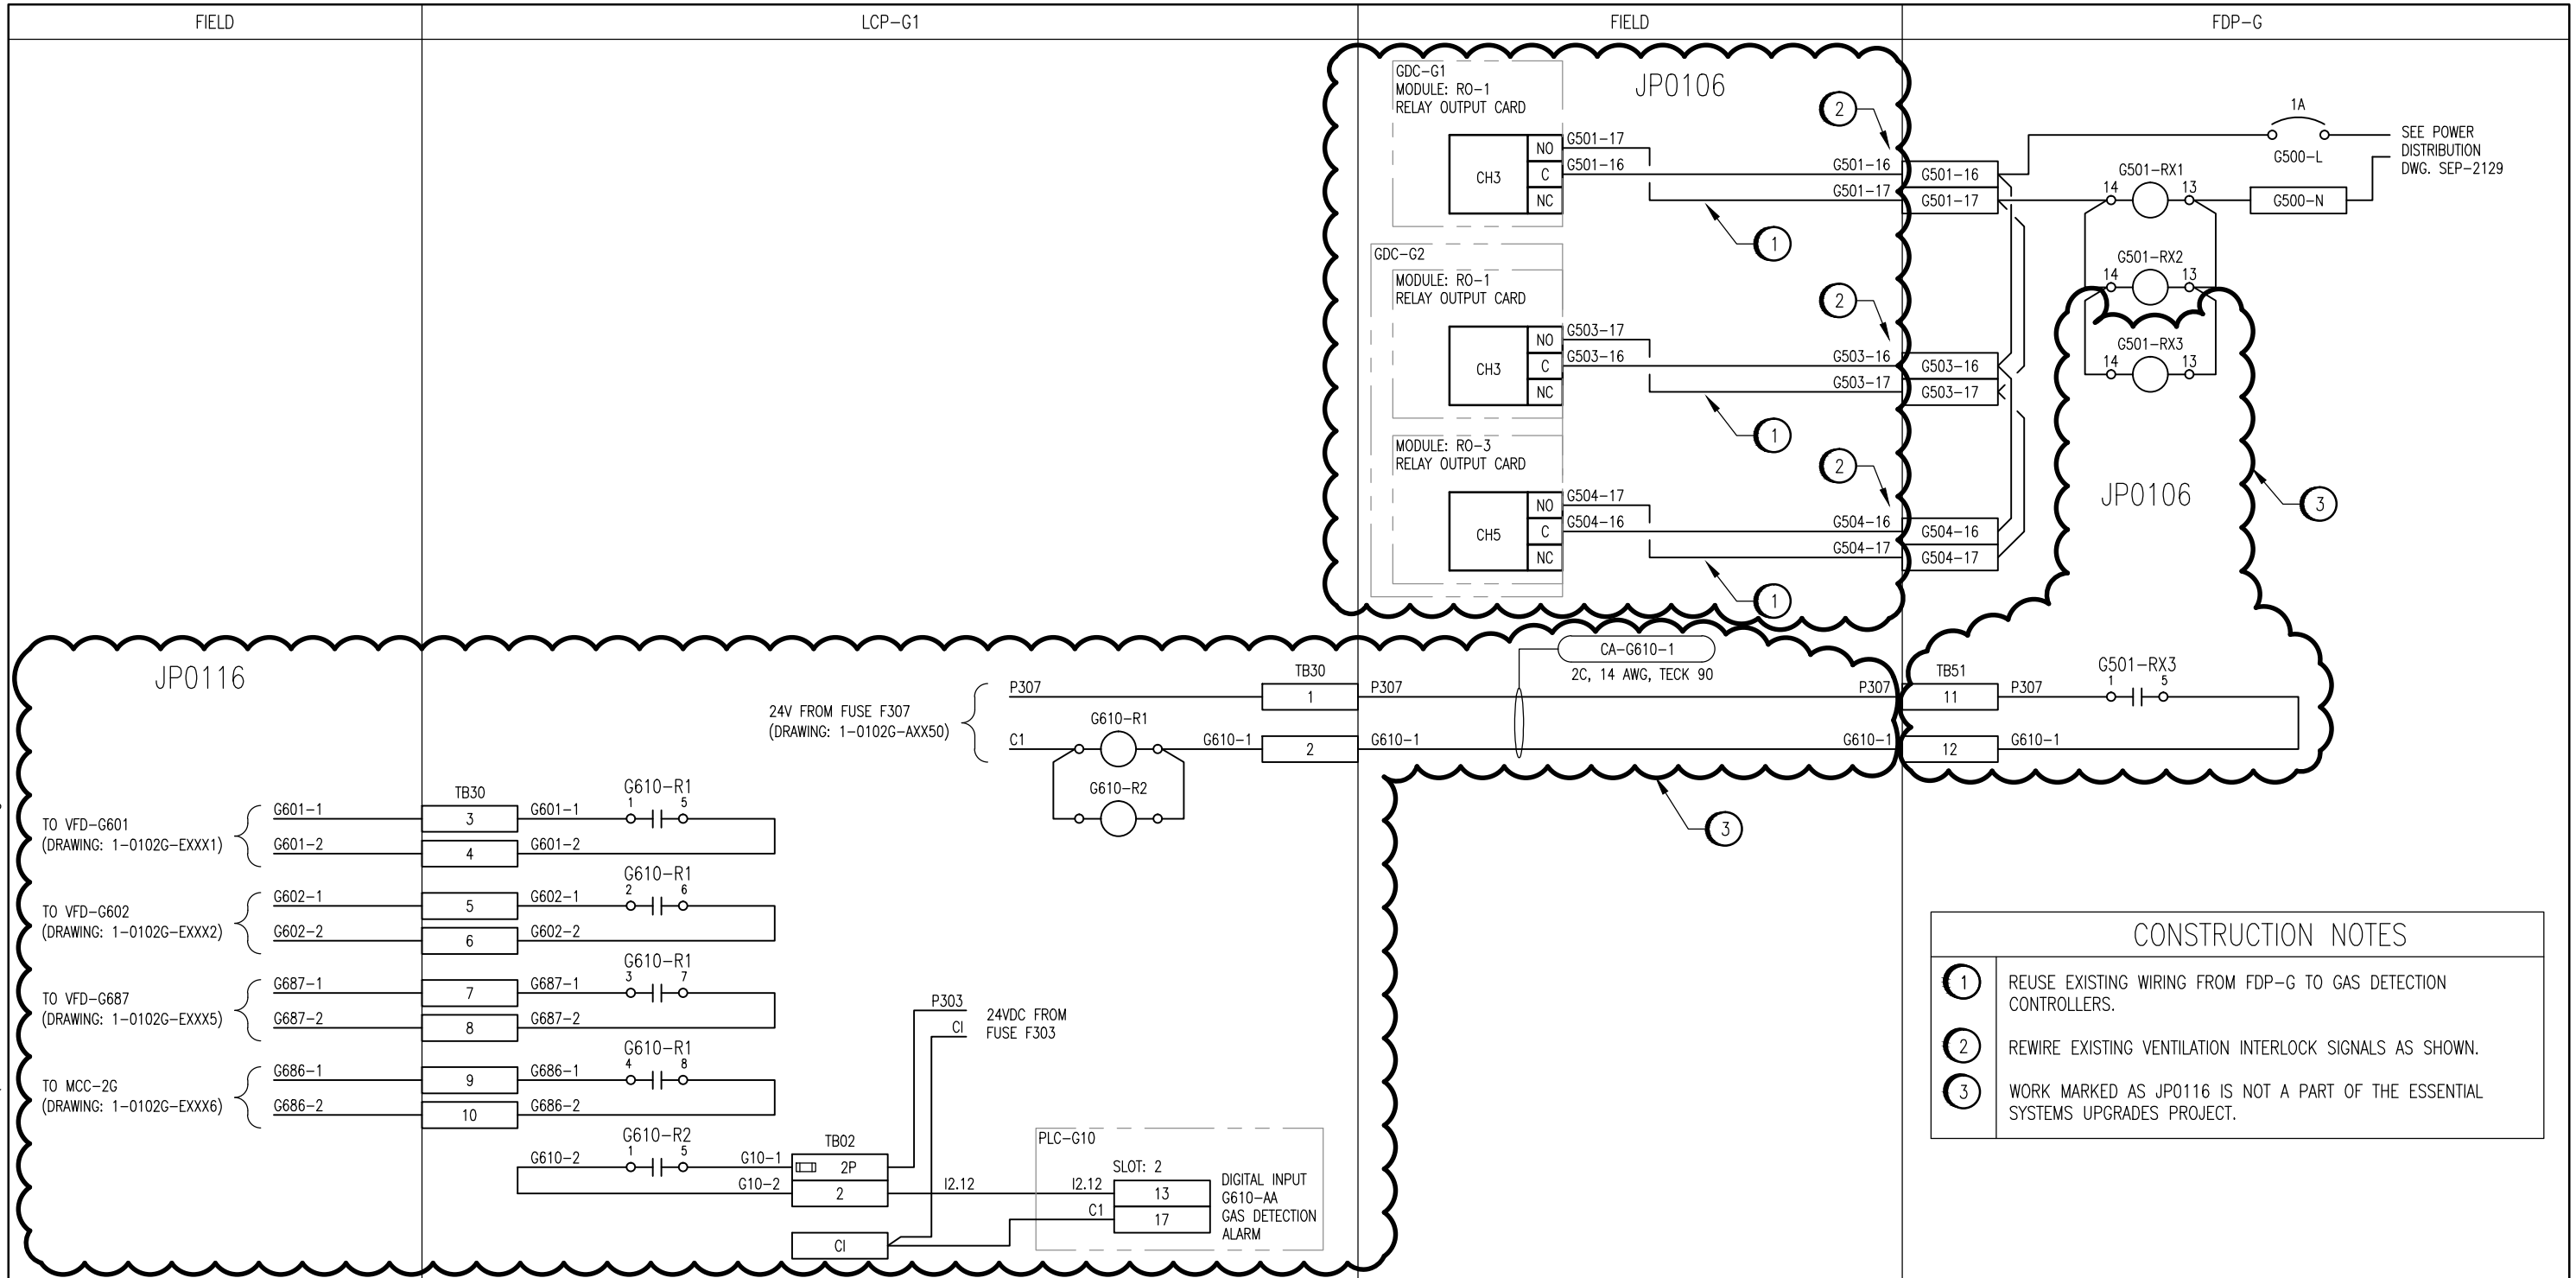 FIELD
LCP-G1
FIELD
FDP-G
GDC-G1
MODULE: RO-1
RELAY OUTPUT CARD
JP0106
2
CH3
NO
C
NC
G501-17
G501-16
G501-16
G501-17
G501-16
G501-17
1
1A
G500-L
SEE POWER
DISTRIBUTION
DWG. SEP-2129
G501-RX1
14
13
G500-N
G501-RX2
14
13
G501-RX3
14
13
GDC-G2
MODULE: RO-1
RELAY OUTPUT CARD
2
CH3
NO
C
NC
G503-17
G503-16
G503-16
G503-17
G503-16
G503-17
1
MODULE: RO-3
RELAY OUTPUT CARD
2
CH5
NO
C
NC
G504-17
G504-16
G504-16
G504-17
G504-16
G504-17
1
JP0106
3
JP0116
24V FROM FUSE F307
(DRAWING: 1-0102G-AXX50)
P307
C1
G610-R1
G610-R2
G610-1
TB30
1
2
P307
G610-1
CA-G610-1
2C, 14 AWG, TECK 90
P307
G610-1
TB51
11
12
P307
G610-1
G501-RX3
1
5
3
TO VFD-G601
(DRAWING: 1-0102G-EXXX1)
G601-1
G601-2
TB30
3
4
G601-1
G601-2
G610-R1
1
5
TO VFD-G602
(DRAWING: 1-0102G-EXXX2)
G602-1
G602-2
5
6
G602-1
G602-2
G610-R1
2
6
TO VFD-G687
(DRAWING: 1-0102G-EXXX5)
G687-1
G687-2
7
8
G687-1
G687-2
G610-R1
3
7
TO MCC-2G
(DRAWING: 1-0102G-EXXX6)
G686-1
G686-2
9
10
G686-1
G686-2
G610-R1
4
8
P303
CI
24VDC FROM
FUSE F303
G610-R2
1
5
G610-2
G10-1
G10-2
TB02
2P
2
CI
I2.12
PLC-G10
SLOT: 2
I2.12
C1
13
17
DIGITAL INPUT
G610-AA
GAS DETECTION
ALARM
CONSTRUCTION NOTES
1
REUSE EXISTING WIRING FROM FDP-G TO GAS DETECTION
CONTROLLERS.
2
REWIRE EXISTING VENTILATION INTERLOCK SIGNALS AS SHOWN.
3
WORK MARKED AS JP0116 IS NOT A PART OF THE ESSENTIAL
SYSTEMS UPGRADES PROJECT.